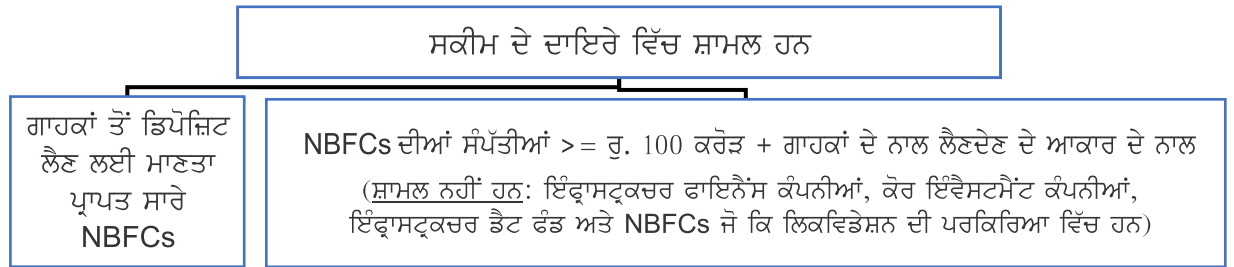 ਸਕੀਮ ਦੇ ਦਾਇਰੇ ਵਿੱਚ ਸ਼ਾਮਲ ਹਨ
ਗਾਹਕਾਂ ਤੋਂ ਡਿਪੋਜ਼ਿਟ
ਲੈਣ ਲਈ ਮਾਣਤਾ
ਪ੍ਰਾਪਤ ਸਾਰੇ
NBFCs
NBFCs ਦੀਆਂ ਸੰਪੱਤੀਆਂ >= ਰੁ. 100 ਕਰੋੜ + ਗਾਹਕਾਂ ਦੇ ਨਾਲ ਲੈਣਦੇਣ ਦੇ ਆਕਾਰ ਦੇ ਨਾਲ
(ਸ਼ਾਮਲ ਨਹੀਂ ਹਨ: ਇੰਫ੍ਰਾਸਟ੍ਰਕਚਰ ਫਾਇਨੈਂਸ ਕੰਪਨੀਆਂ, ਕੋਰ ਇੰਵੈਸਟਮੈਂਟ ਕੰਪਨੀਆਂ,
ਇੰਫ੍ਰਾਸਟ੍ਰਕਚਰ ਡੈਟ ਫੰਡ ਅਤੇ NBFCs ਜੋ ਕਿ ਲਿਕਵਿਡੇਸ਼ਨ ਦੀ ਪਰਕਿਰਿਆ ਵਿੱਚ ਹਨ)